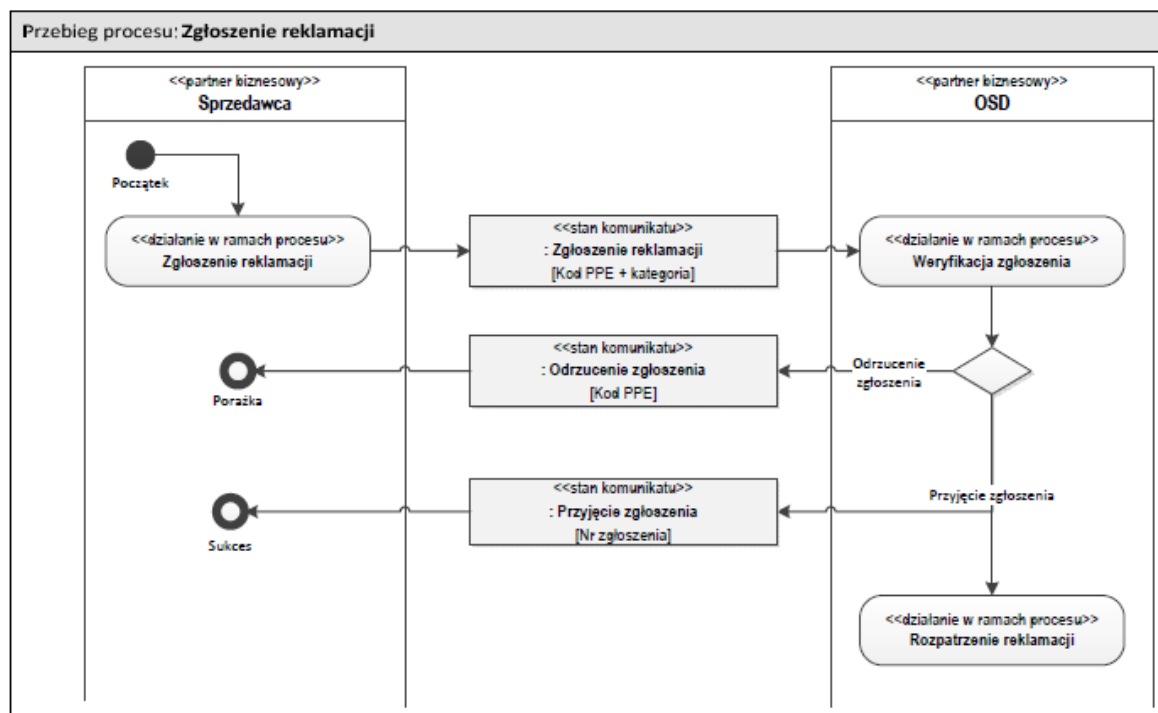 Przebieg procesu: Zgłoszenie reklamacji
<<partner biznesowy>>
Sprzedawca
<<partner biznesowy>>
OSD
Początek
<<działanie w ramach procesu>>
Zgłoszenie reklamacji
<<stan komunikatu>>
: Zgłoszenie reklamacji
[Kod PPE + kategoria]
<<działanie w ramach procesu>>
Weryfikacja zgłoszenia
<<stan komunikatu>>
: Odrzucenie zgłoszenia
[Kod PPE]
Odrzucenie
zgłoszenia
Porażka
<<stan komunikatu>>
: Przyjęcie zgłoszenia
[Nr zgłoszenia]
Przyjęcie zgłoszenia
Sukces
<<działanie w ramach procesu>>
Rozpatrzenie reklamacji